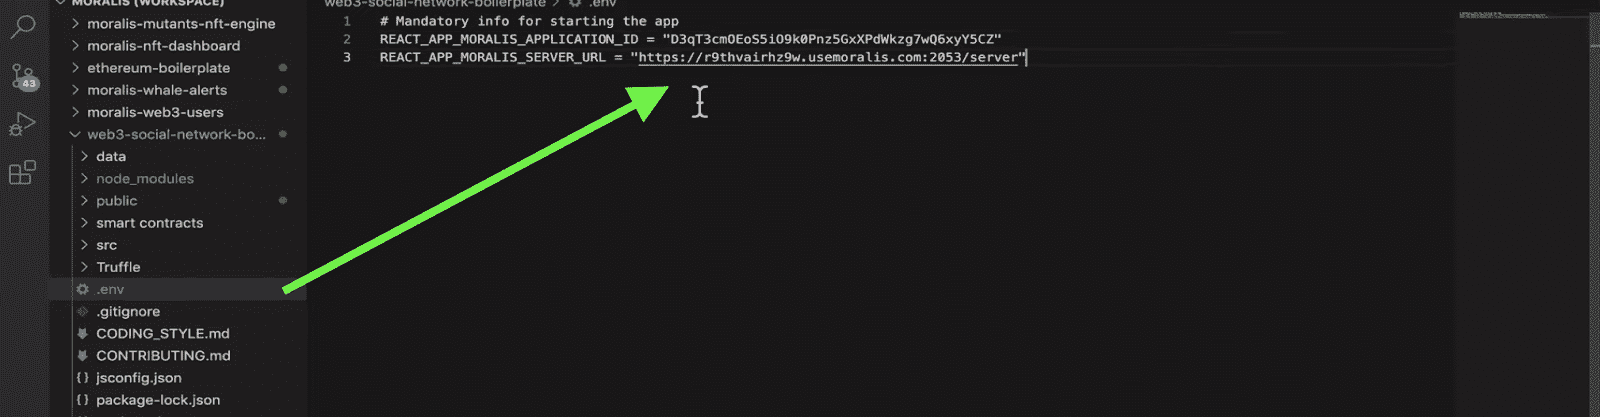 MORALIS (WORKSPACE)
moralis-mutants-nft-engine
moralis-nft-dashboard
ethereum-boilerplate
moralis-whale-alerts
moralis-web3-users
web3-social-network-bo...
data
node_modules
public
smart contracts
src
Truffle
.env
.gitignore
CODING_STYLE.md
CONTRIBUTING.md
{} jsconfig.json
{} package-lock.json
43
web3-social-network-boilerplate > .env
1 # Mandatory info for starting the app
2 REACT_APP_MORALIS_APPLICATION_ID = "D3qT3cmOEoS5iO9k0Pnz5GxXPdWkzg7wQ6xyY5CZ"
3 REACT_APP_MORALIS_SERVER_URL = "https://r9thvairhz9w.usemoralis.com:2053/server"